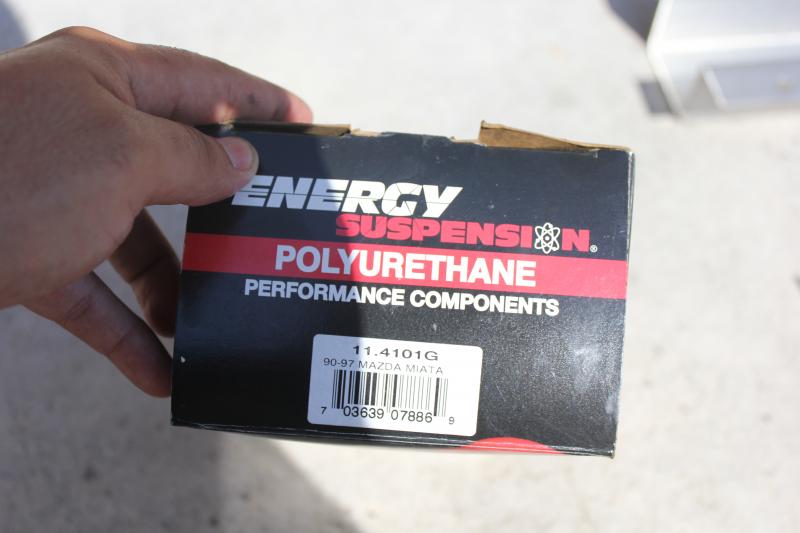 ENERGY
SUSPENSION®
POLYURETHANE
PERFORMANCE COMPONENTS
11.4101G
90-97 MAZDA MIATA
7 03639 07886 9